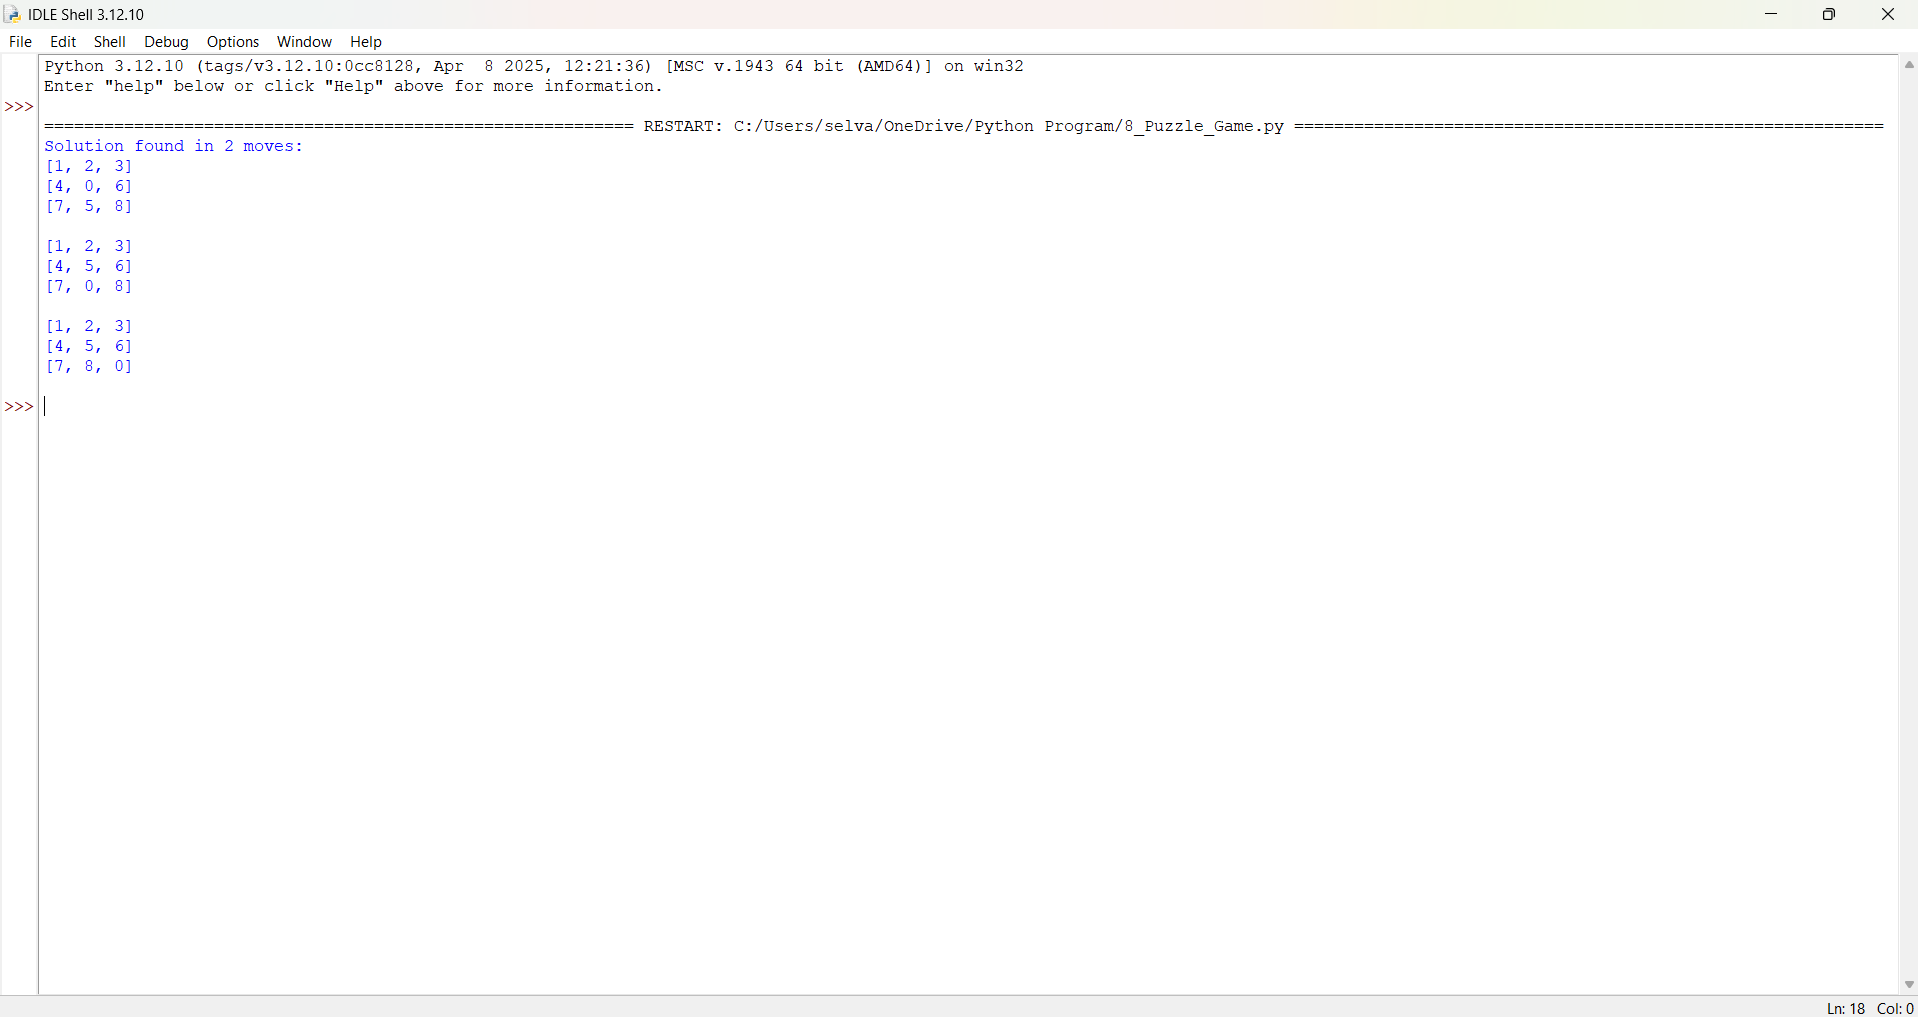 IDLE Shell 3.12.10
File Edit Shell Debug Options Window Help
Python 3.12.10 (tags/v3.12.10:0cc8128, Apr  8 2025, 12:21:36) [MSC v.1943 64 bit (AMD64)] on win32
Enter "help" below or click "Help" above for more information.
>>>
=========================================================== RESTART: C:/Users/selva/OneDrive/Python Program/8_Puzzle_Game.py ===========================================================
Solution found in 2 moves:
[1, 2, 3]
[4, 0, 6]
[7, 5, 8]
[1, 2, 3]
[4, 5, 6]
[7, 0, 8]
[1, 2, 3]
[4, 5, 6]
[7, 8, 0]
>>>
Ln: 18 Col: 0